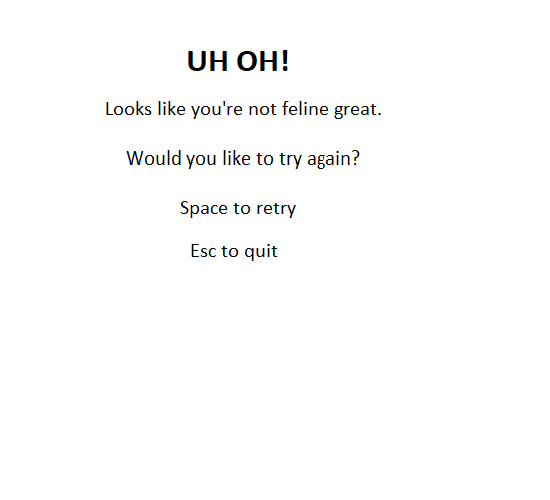 UH OH!
Looks like you're not feline great.
Would you like to try again?
Space to retry
Esc to quit